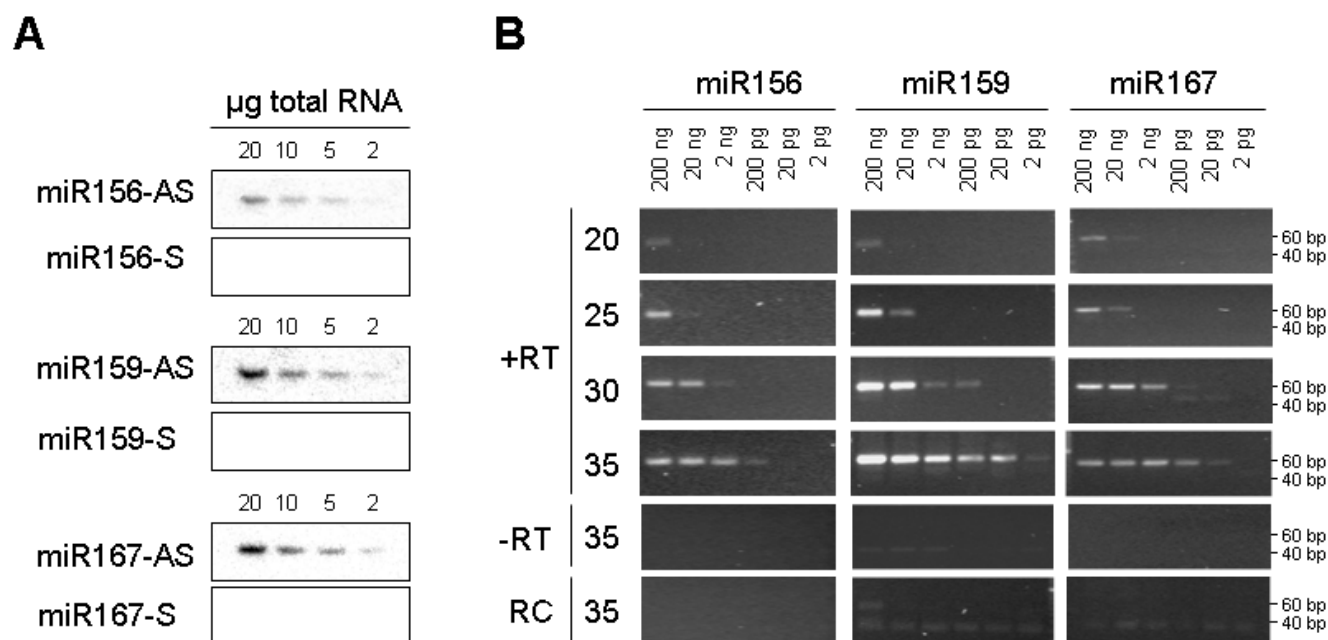 A
µg total RNA
20 10 5 2
miR156-AS
miR156-S
20 10 5 2
miR159-AS
miR159-S
20 10 5 2
miR167-AS
miR167-S
B
miR156 miR159 miR167
200 ng 20 ng 2 ng 200 pg 20 pg 2 pg 200 ng 20 ng 2 ng 200 pg 20 pg 2 pg 200 ng 20 ng 2 ng 200 pg 20 pg 2 pg
+RT
20 60 bp
40 bp
25 60 bp
40 bp
30 60 bp
40 bp
35 60 bp
40 bp
-RT 35 60 bp
40 bp
RC 35 60 bp
40 bp